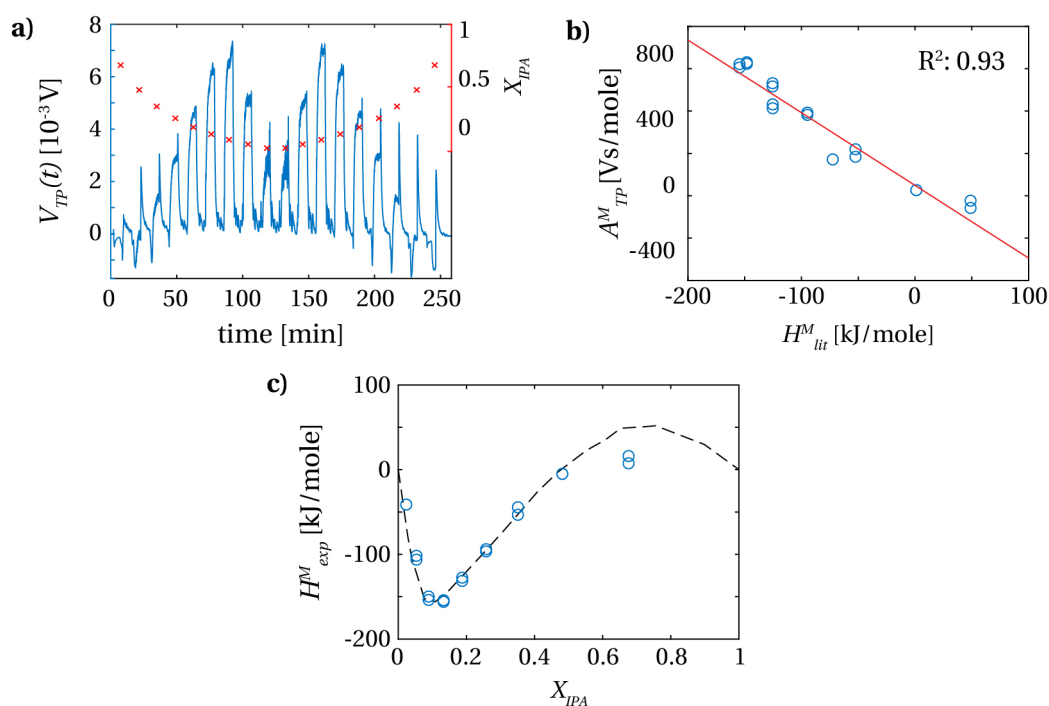 a)
8
6
4
2
0
V_TP(t) [10⁻³V]
1
0.5
0
X_IPA
0
50
100
150
200
250
time [min]
b)
800
400
0
-400
A^M_TP [Vs/mole]
R²: 0.93
-200
-100
0
100
H^M_lit [kJ/mole]
c)
100
0
-100
-200
H^M_exp [kJ/mole]
0
0.2
0.4
0.6
0.8
1
X_IPA